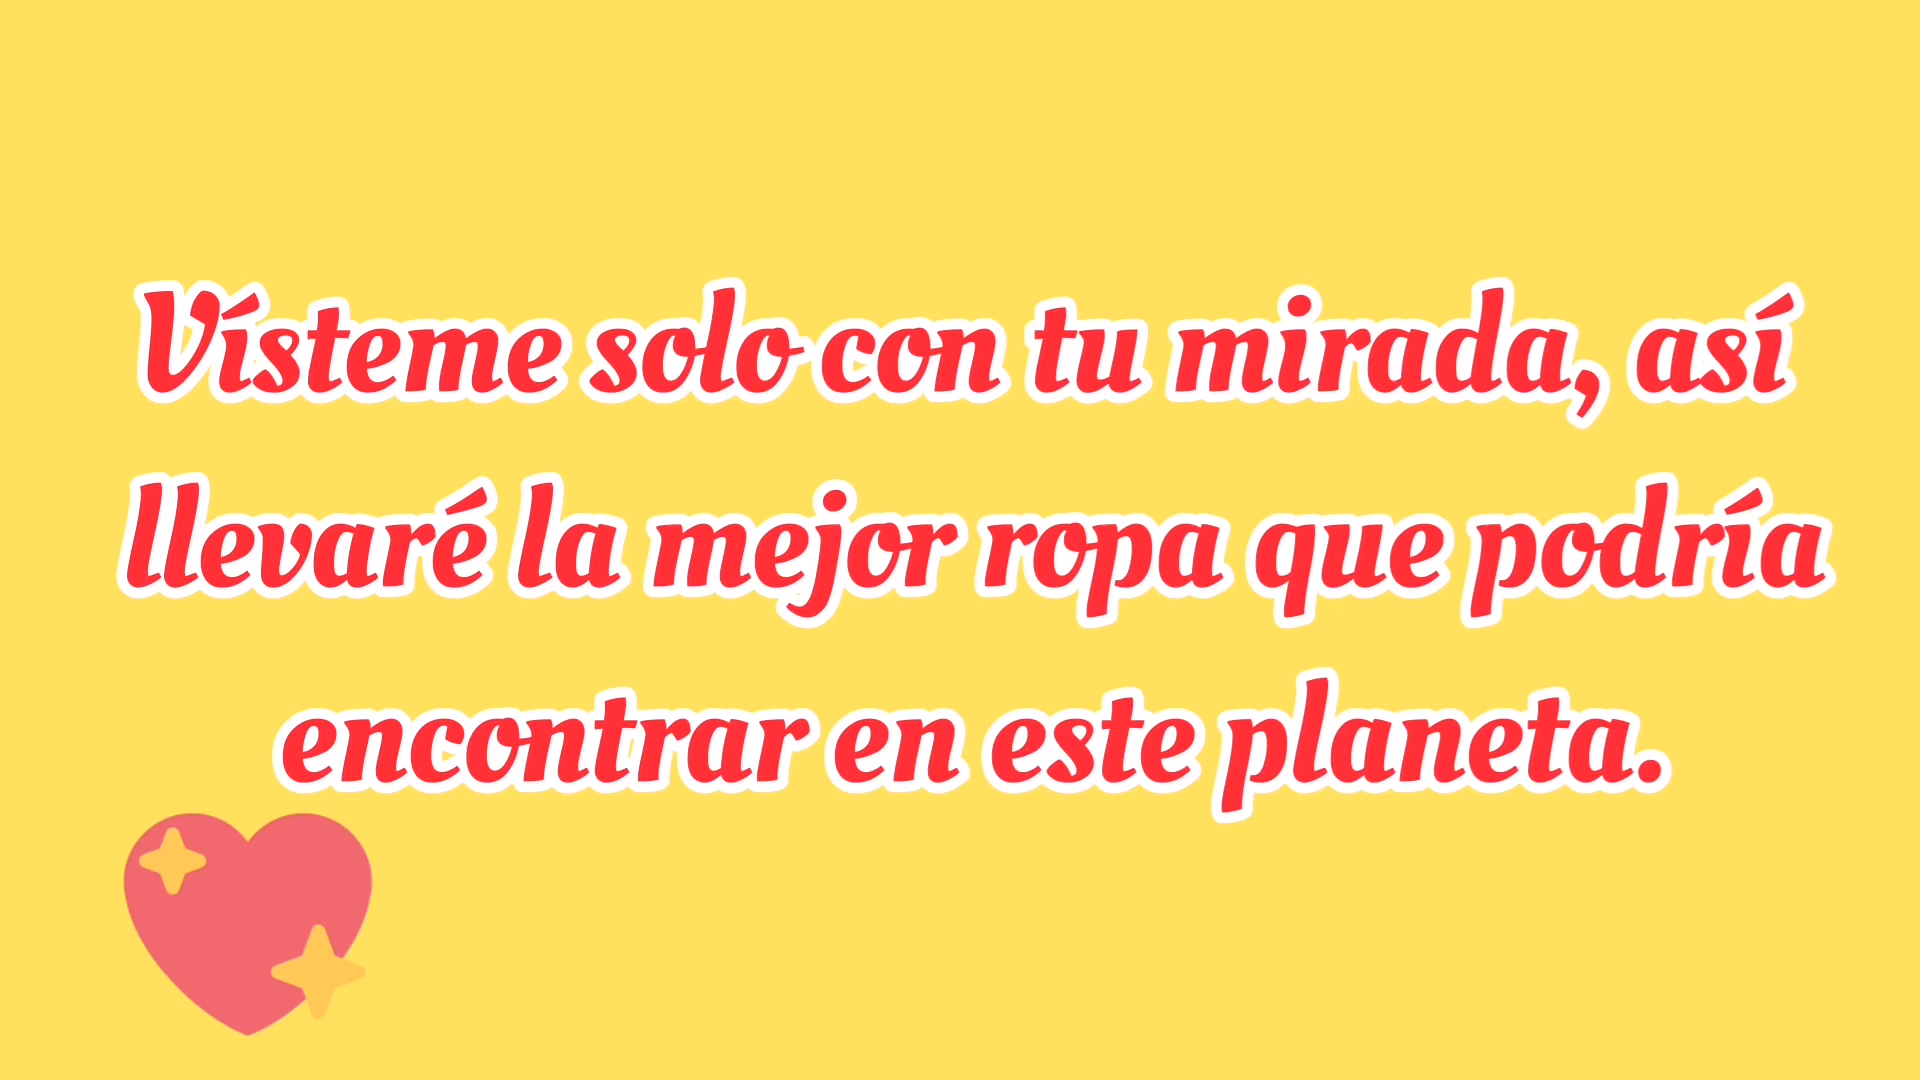 Vísteme solo con tu mirada, así
llevaré la mejor ropa que podría
encontrar en este planeta.